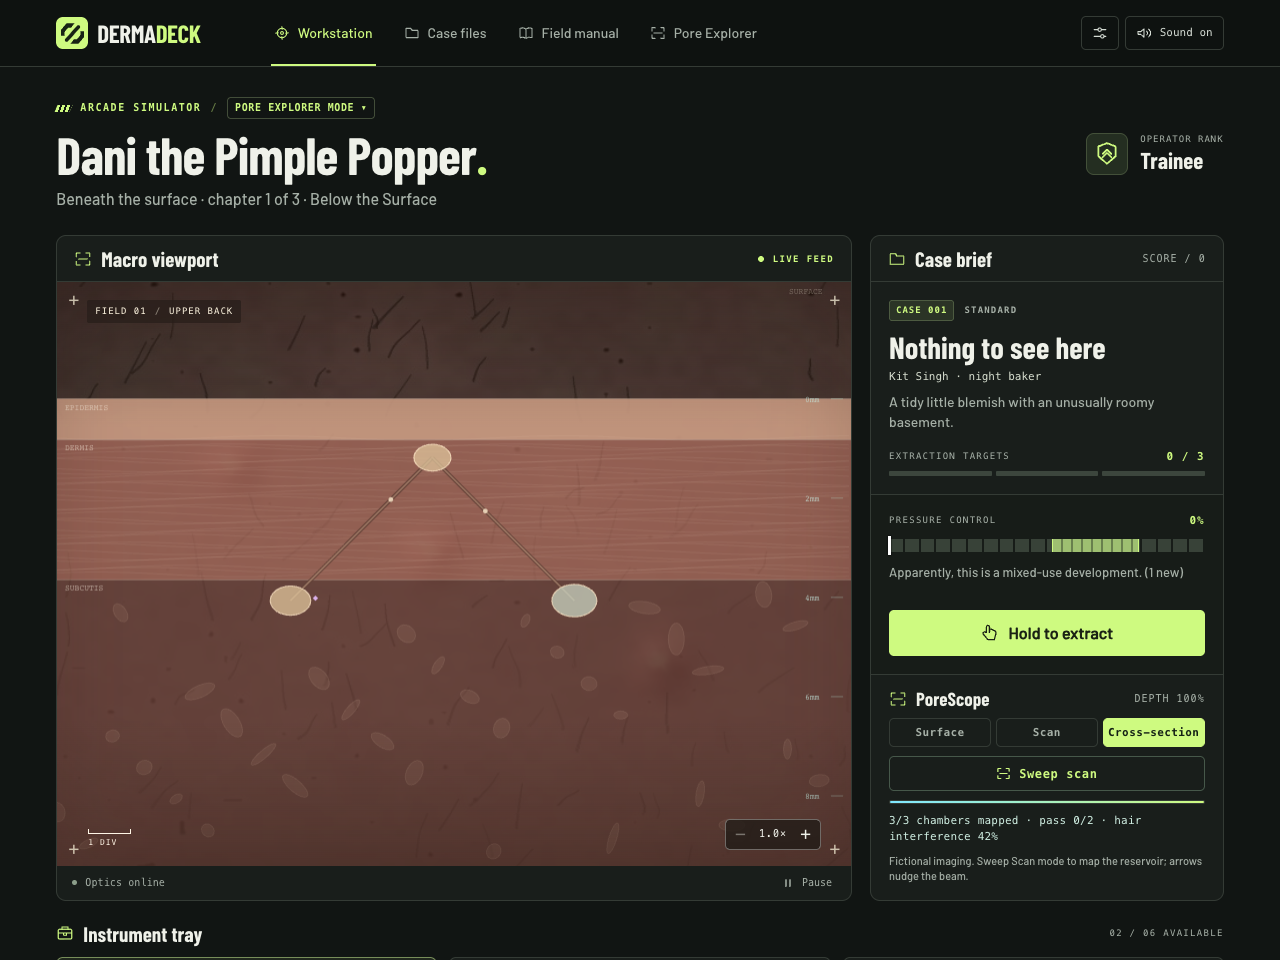 DERMADECK
Workstation
Case files
Field manual
Pore Explorer
Sound on
ARCADE SIMULATOR / PORE EXPLORER MODE ▾
Dani the Pimple Popper.
Beneath the surface · chapter 1 of 3 · Below the Surface
OPERATOR RANK
Trainee
Macro viewport
LIVE FEED
SURFACE
FIELD 01 / UPPER BACK
0mm
EPIDERMIS
DERMIS
2mm
SUBCUTIS
4mm
6mm
8mm
1 DIV
− 1.0× +
Optics online
Pause
Case brief
SCORE / 0
CASE 001 STANDARD
Nothing to see here
Kit Singh · night baker
A tidy little blemish with an unusually roomy
basement.
EXTRACTION TARGETS 0 / 3
PRESSURE CONTROL 0%
Apparently, this is a mixed-use development. (1 new)
Hold to extract
PoreScope
DEPTH 100%
Surface
Scan
Cross-section
Sweep scan
3/3 chambers mapped · pass 0/2 · hair
interference 42%
Fictional imaging. Sweep Scan mode to map the reservoir; arrows
nudge the beam.
Instrument tray
02 / 06 AVAILABLE